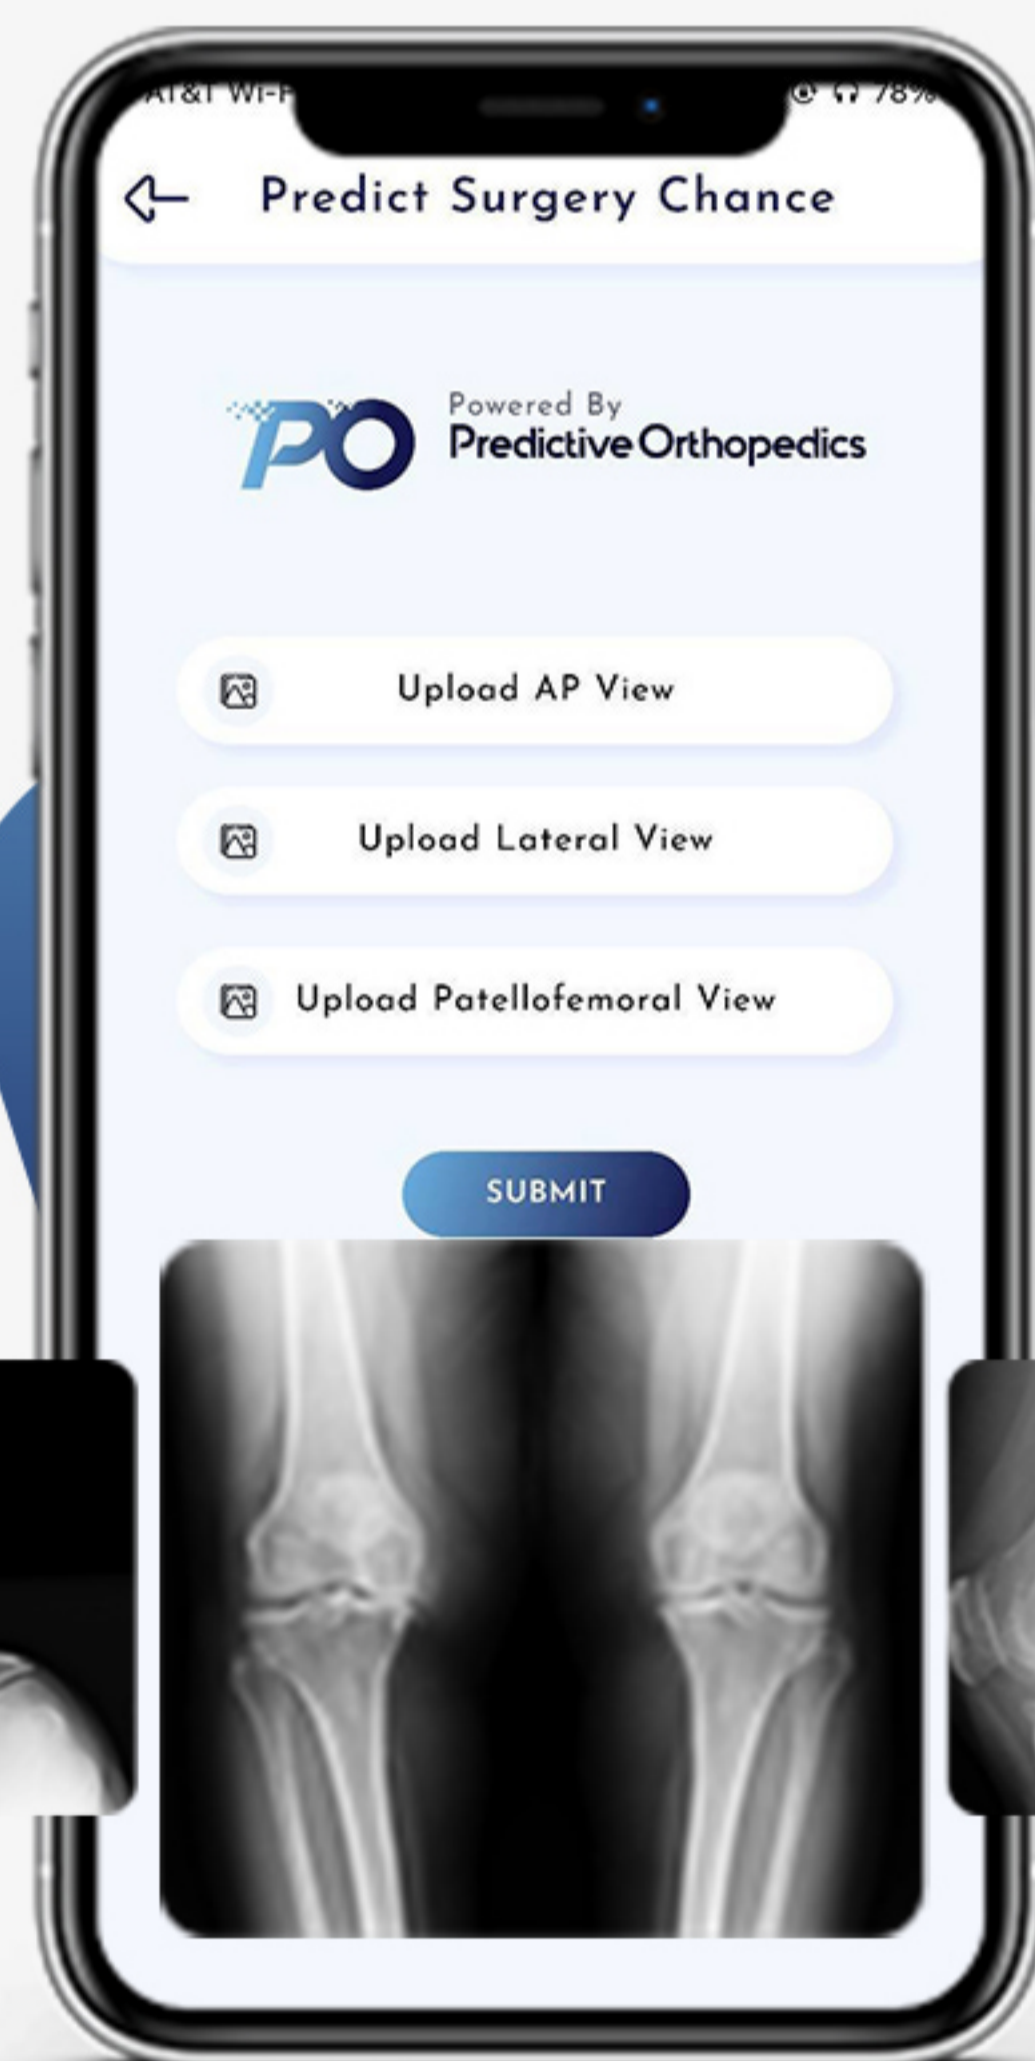 Predict Surgery Chance
PO
Powered By
Predictive Orthopedics
Upload AP View
Upload Lateral View
Upload Patellofemoral View
SUBMIT